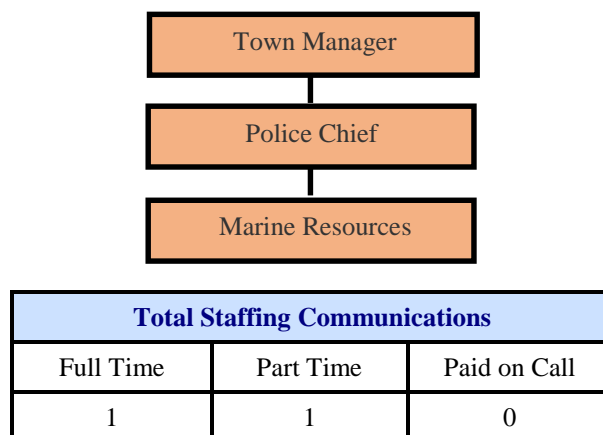 Town Manager
Police Chief
Marine Resources
Total Staffing Communications
Full Time Part Time Paid on Call
1 1 0